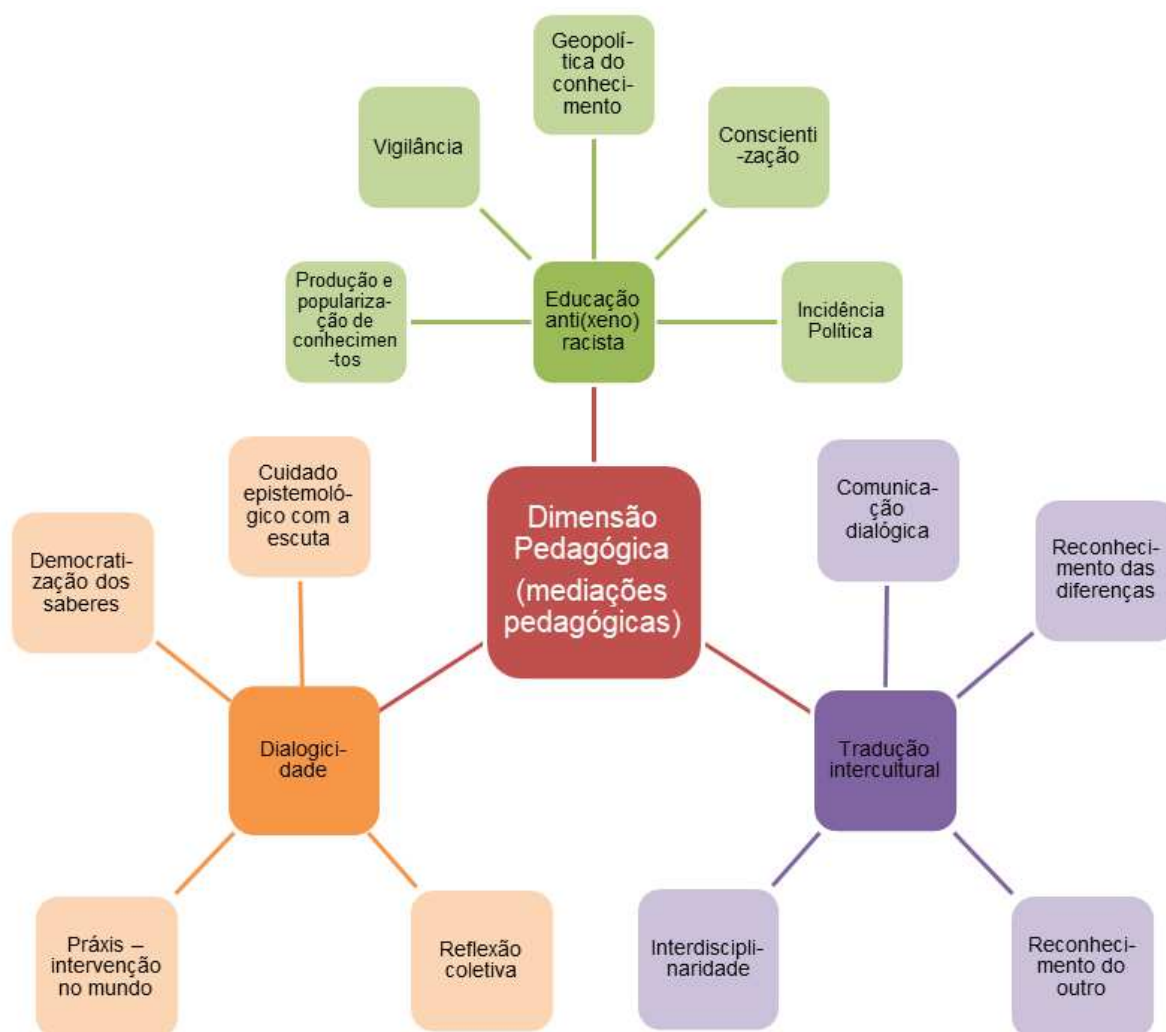 Geopolí-
tica do
conheci-
mento
Vigilância
Conscienti
-zação
Produção e
populariza-
ção de
conhecimen
-tos
Educação
anti(xeno)
racista
Incidência
Política
Cuidado
epistemoló-
gico com a
escuta
Democrati-
zação dos
saberes
Dimensão
Pedagógica
(mediações
pedagógicas)
Comunica-
ção
dialógica
Reconheci-
mento das
diferenças
Dialogici-
dade
Tradução
intercultural
Práxis –
intervenção
no mundo
Reflexão
coletiva
Interdiscipli-
naridade
Reconheci-
mento do
outro